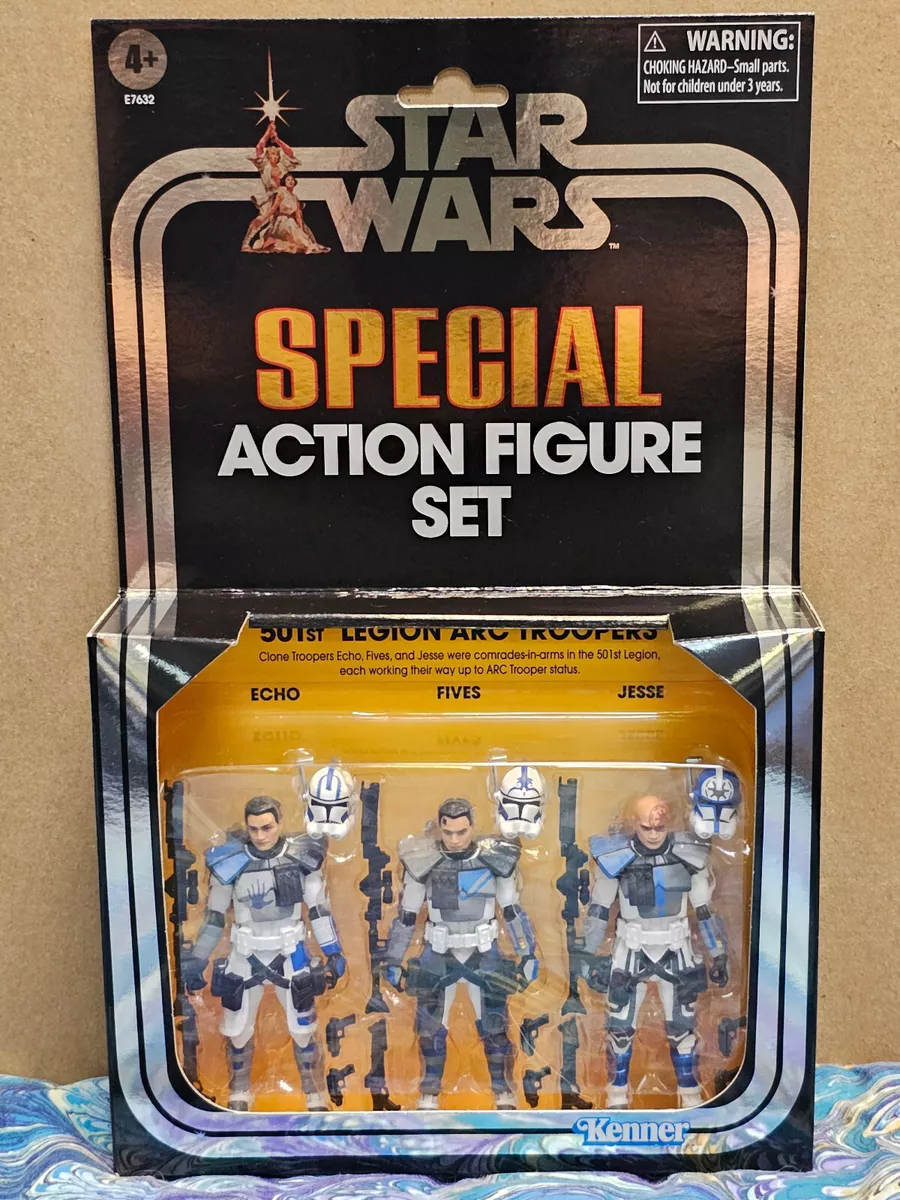 4+
E7632
WARNING:
CHOKING HAZARD–Small parts.
Not for children under 3 years.
STAR
WARS
TM
SPECIAL
ACTION FIGURE
SET
501ST LEGION ARC TROOPERS
Clone Troopers Echo, Fives, and Jesse were comrades-in-arms in the 501st Legion,
each working their way up to ARC Trooper status.
ECHO FIVES JESSE
Kenner